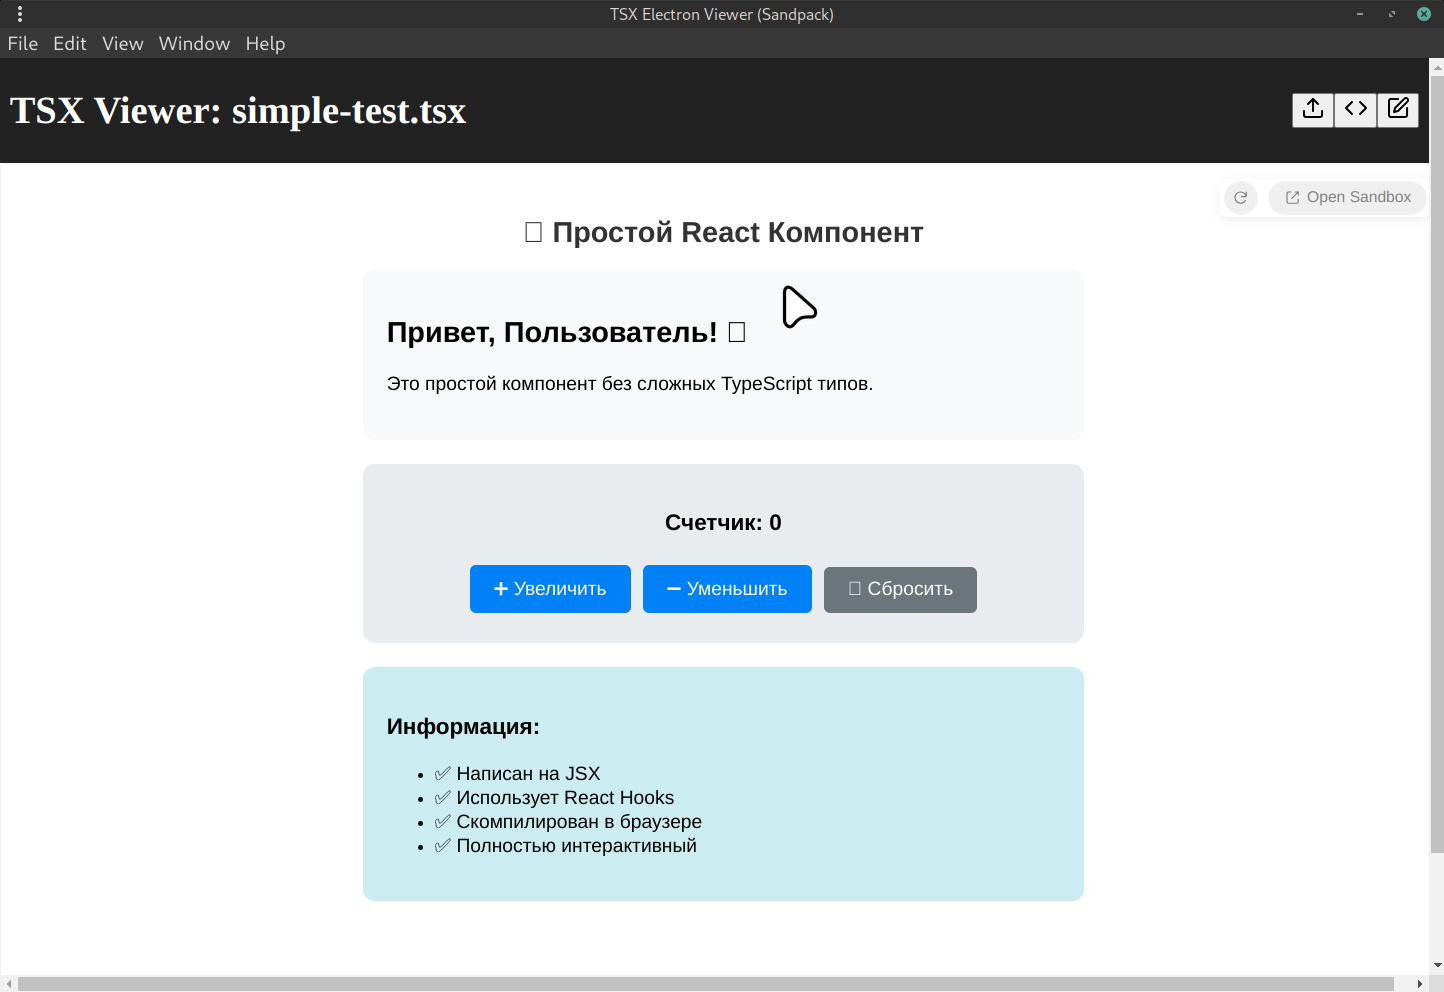 TSX Electron Viewer (Sandpack)
File Edit View Window Help
TSX Viewer: simple-test.tsx
Open Sandbox
Простой React Компонент
Привет, Пользователь!
Это простой компонент без сложных TypeScript типов.
Счетчик: 0
➕ Увеличить ➖ Уменьшить Сбросить
Информация:
• ✅ Написан на JSX
• ✅ Использует React Hooks
• ✅ Скомпилирован в браузере
• ✅ Полностью интерактивный